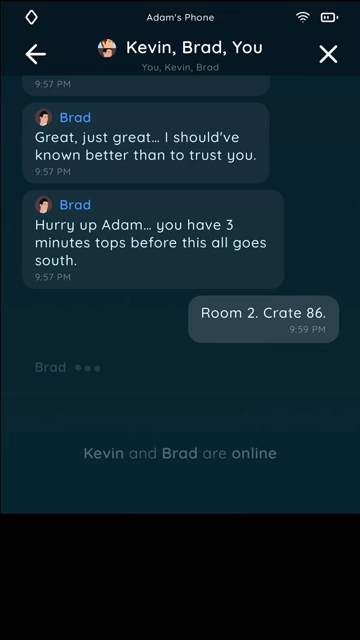 Adam's Phone
Kevin, Brad, You
You, Kevin, Brad
9:57 PM
Brad
Great, just great... I should've
known better than to trust you.
9:57 PM
Brad
Hurry up Adam... you have 3
minutes tops before this all goes
south.
9:57 PM
Room 2. Crate 86.
9:59 PM
Brad
Kevin and Brad are online